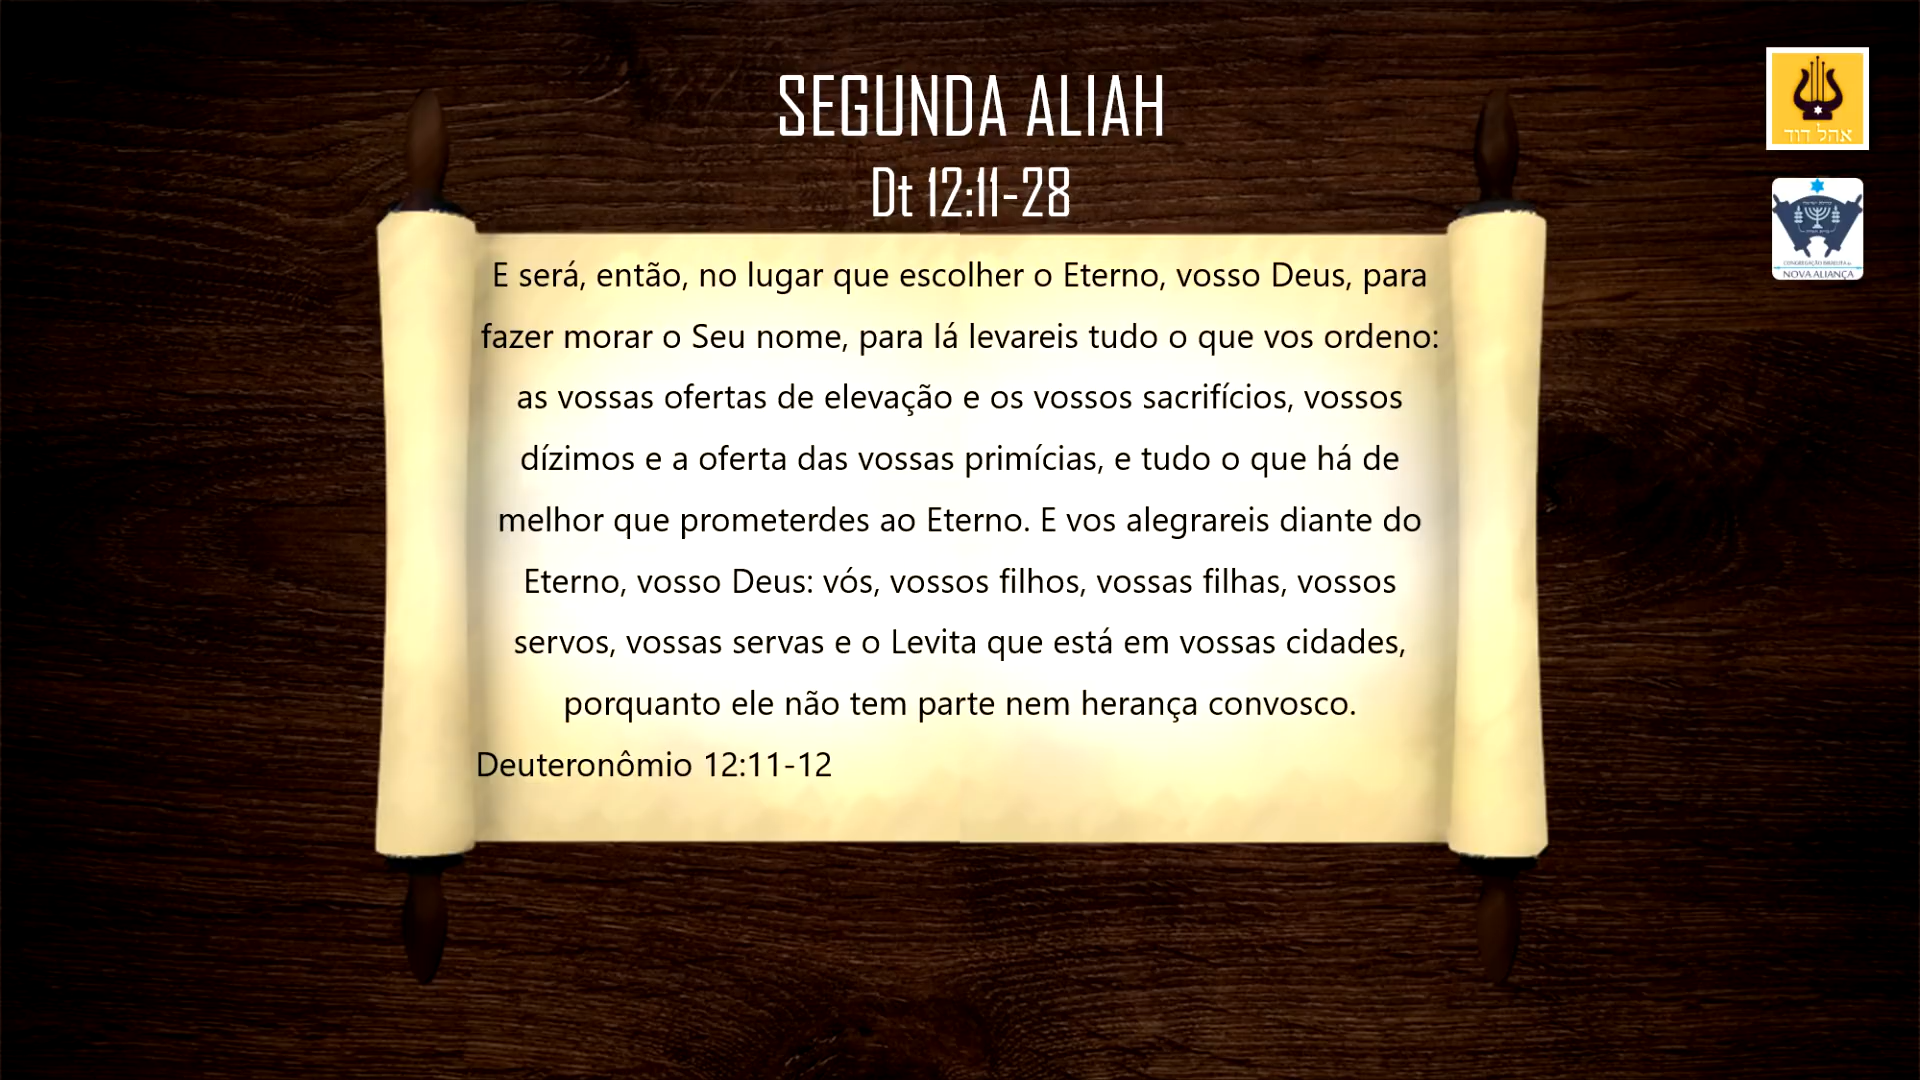 SEGUNDA ALIAH
Dt 12:11-28
E será, então, no lugar que escolher o Eterno, vosso Deus, para
fazer morar o Seu nome, para lá levareis tudo o que vos ordeno:
as vossas ofertas de elevação e os vossos sacrifícios, vossos
dízimos e a oferta das vossas primícias, e tudo o que há de
melhor que prometerdes ao Eterno. E vos alegrareis diante do
Eterno, vosso Deus: vós, vossos filhos, vossas filhas, vossos
servos, vossas servas e o Levita que está em vossas cidades,
porquanto ele não tem parte nem herança convosco.
Deuteronômio 12:11-12
אהל דוד
NOVA ALIANÇA